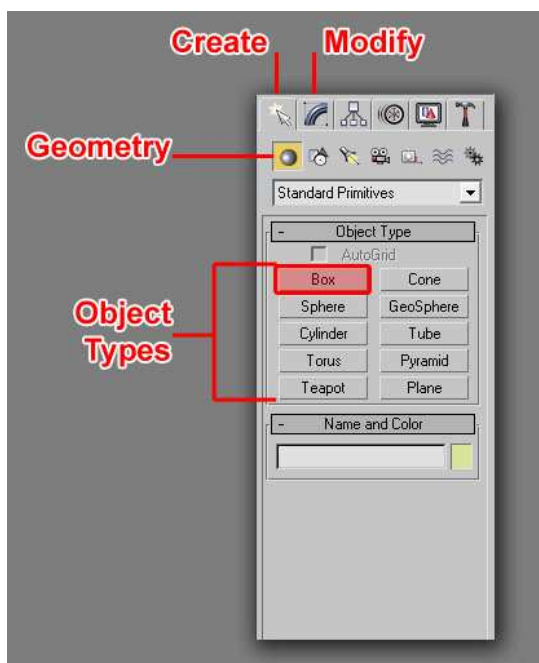 Create Modify
Geometry
Standard Primitives
- Object Type
AutoGrid
Box Cone
Sphere GeoSphere
Object
Types
Cylinder Tube
Torus Pyramid
Teapot Plane
- Name and Color